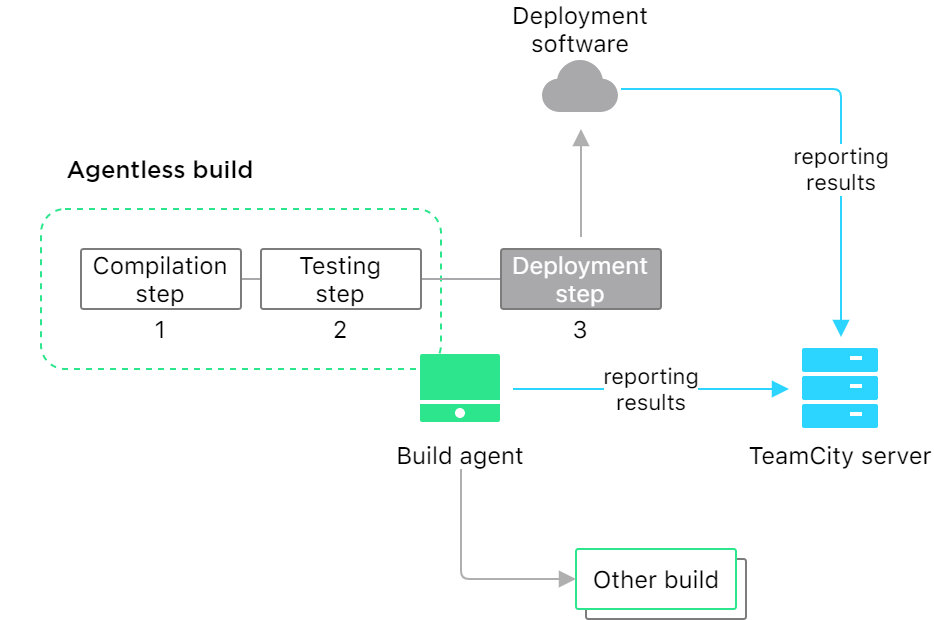 Deployment
software
reporting
results
Agentless build
Compilation
step
Testing
step
Deployment
step
1
2
3
reporting
results
Build agent
TeamCity server
Other build